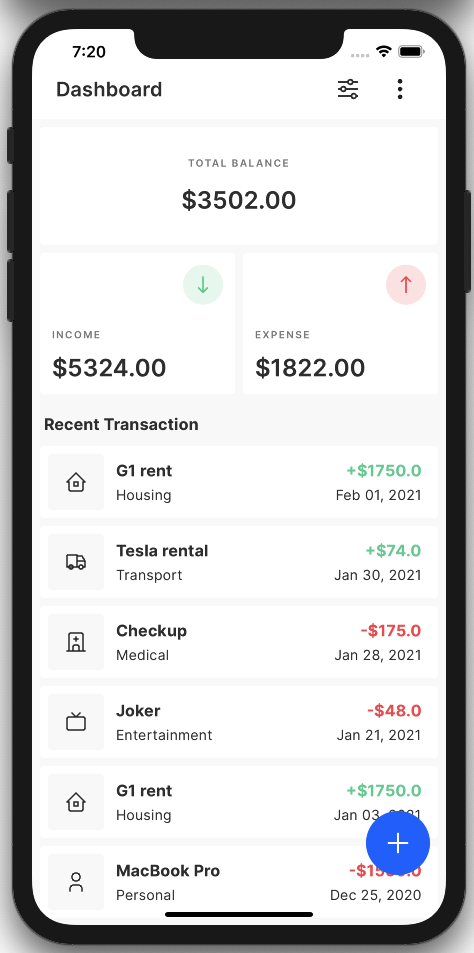 7:20
Dashboard
TOTAL BALANCE
$3502.00
INCOME
$5324.00
EXPENSE
$1822.00
Recent Transaction
G1 rent
+$1750.0
Housing
Feb 01, 2021
Tesla rental
+$74.0
Transport
Jan 30, 2021
Checkup
-$175.0
Medical
Jan 28, 2021
Joker
-$48.0
Entertainment
Jan 21, 2021
G1 rent
+$1750.0
Housing
Jan 03,
MacBook Pro
Personal
Dec 25, 2020